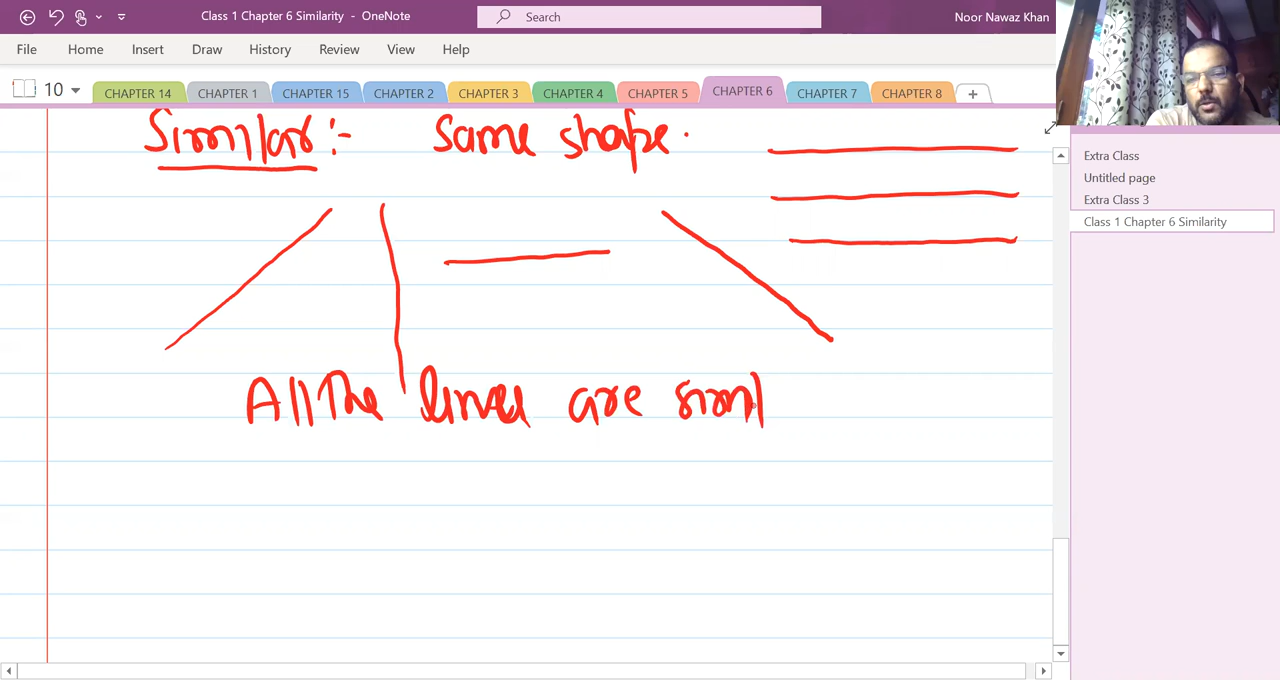 Class 1 Chapter 6 Similarity - OneNote
Search
Noor Nawaz Khan
File Home Insert Draw History Review View Help
10 CHAPTER 14 CHAPTER 1 CHAPTER 15 CHAPTER 2 CHAPTER 3 CHAPTER 4 CHAPTER 5 CHAPTER 6 CHAPTER 7 CHAPTER 8 +
Similar :- Same shape.
All The lines are simil
Extra Class
Untitled page
Extra Class 3
Class 1 Chapter 6 Similarity